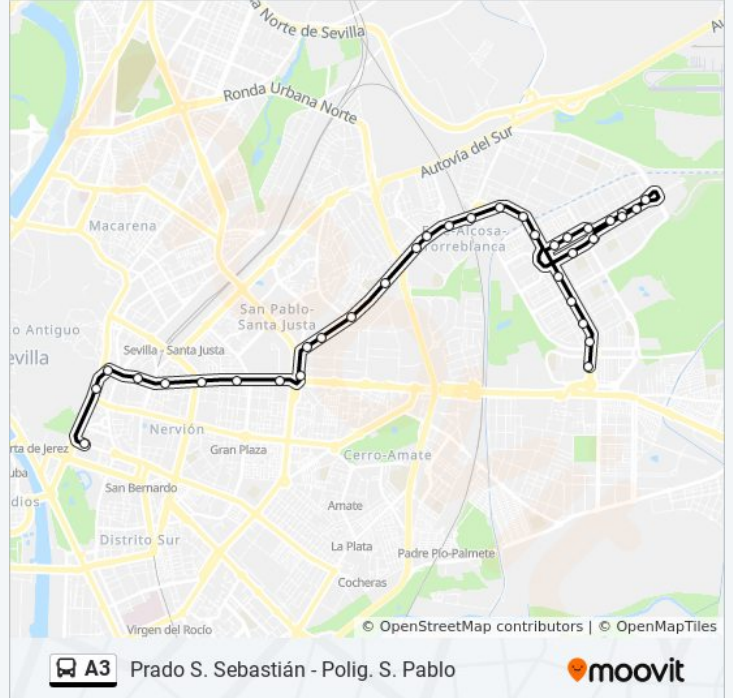 a Norte de Sevilla
Au
Ronda Urbana Norte
Autovía del Sur
Macarena
-Alcosa-
orreblanca
San Pablo-
Santa Justa
o Antiguo
evilla
Sevilla - Santa Justa
Nervión
rta de Jerez
Gran Plaza
Cerro-Amate
uba
San Bernardo
dios
Amate
Distrito Sur
La Plata
Padre Pío-Palmete
Cocheras
Virgen del Rocío
© OpenStreetMap contributors | © OpenMapTiles
A3 Prado S. Sebastián - Polig. S. Pablo
moovit